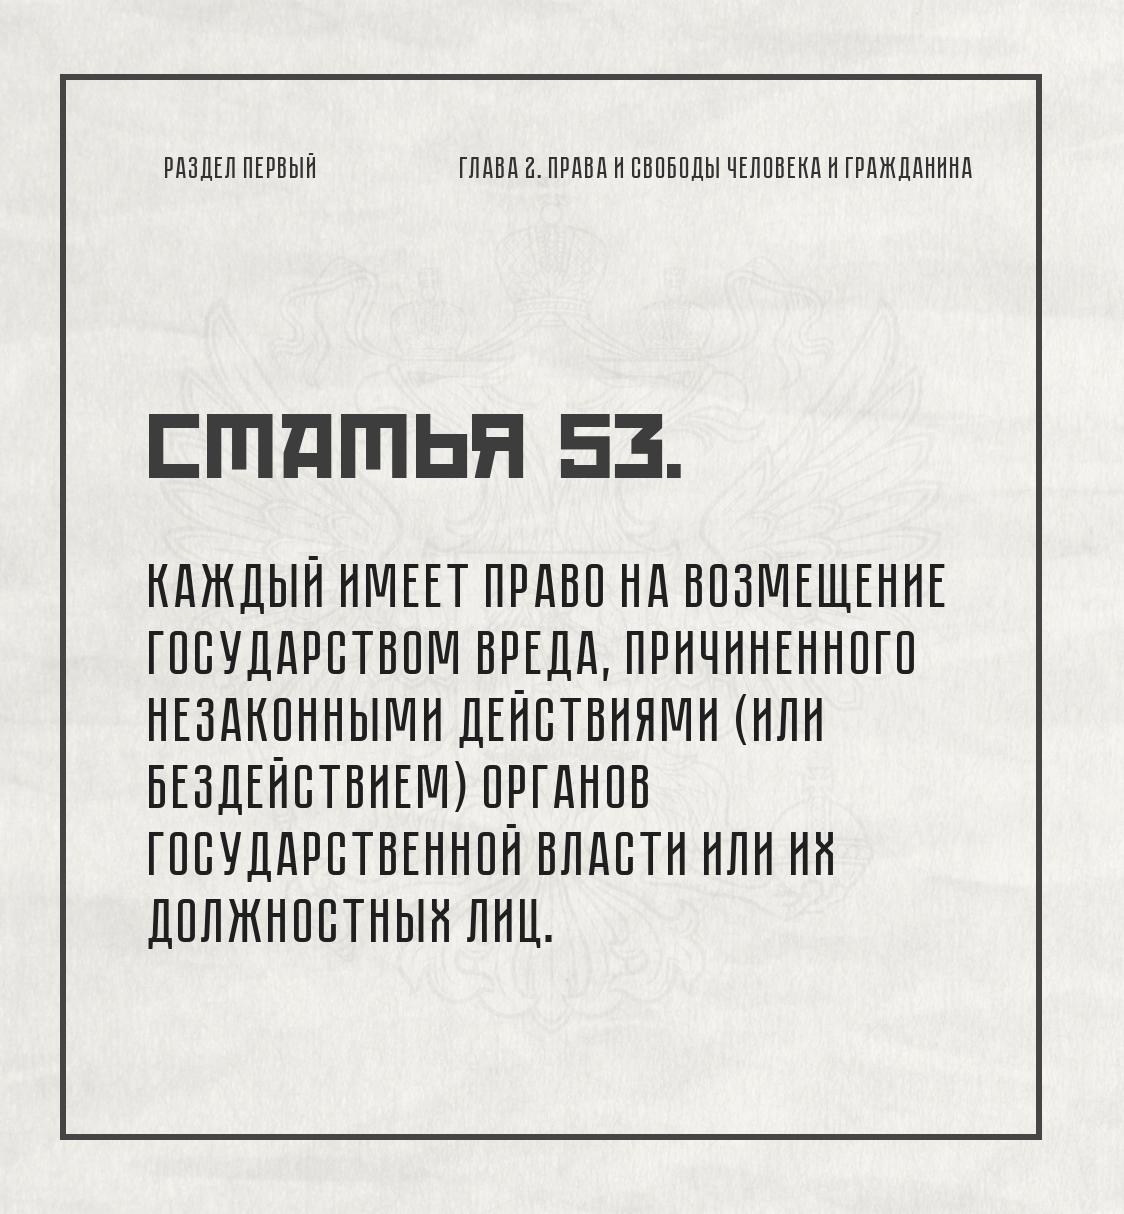 РАЗДЕЛ ПЕРВЫЙ
ГЛАВА 2. ПРАВА И СВОБОДЫ ЧЕЛОВЕКА И ГРАЖДАНИНА
СТАТЬЯ 53.
КАЖДЫЙ ИМЕЕТ ПРАВО НА ВОЗМЕЩЕНИЕ
ГОСУДАРСТВОМ ВРЕДА, ПРИЧИНЕННОГО
НЕЗАКОННЫМИ ДЕЙСТВИЯМИ (ИЛИ
БЕЗДЕЙСТВИЕМ) ОРГАНОВ
ГОСУДАРСТВЕННОЙ ВЛАСТИ ИЛИ ИХ
ДОЛЖНОСТНЫХ ЛИЦ.